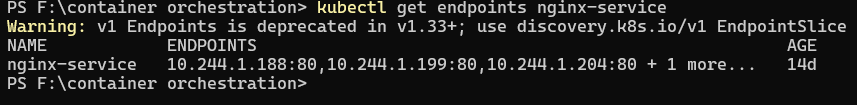 PS F:\container orchestration> kubectl get endpoints nginx-service
Warning: v1 Endpoints is deprecated in v1.33+; use discovery.k8s.io/v1 EndpointSlice
NAME            ENDPOINTS                                                     AGE
nginx-service   10.244.1.188:80,10.244.1.199:80,10.244.1.204:80 + 1 more...   14d
PS F:\container orchestration>